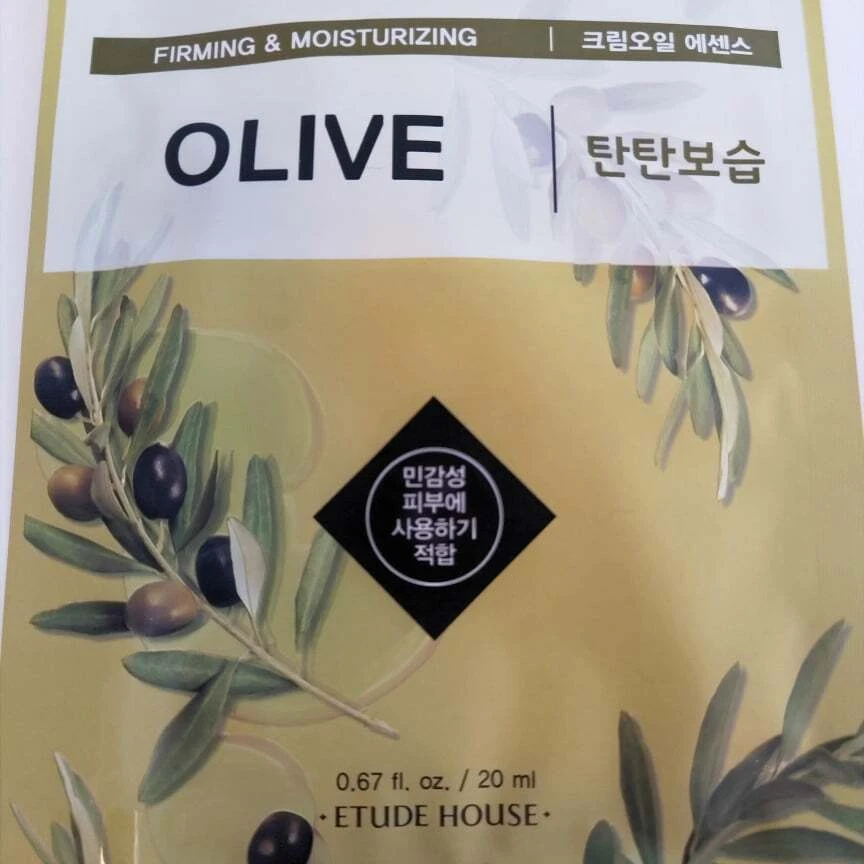 FIRMING & MOISTURIZING | 크림오일 에센스
OLIVE | 탄탄보습
민감성
피부에
사용하기
적합
0.67 fl. oz. / 20 ml
·ETUDE HOUSE·